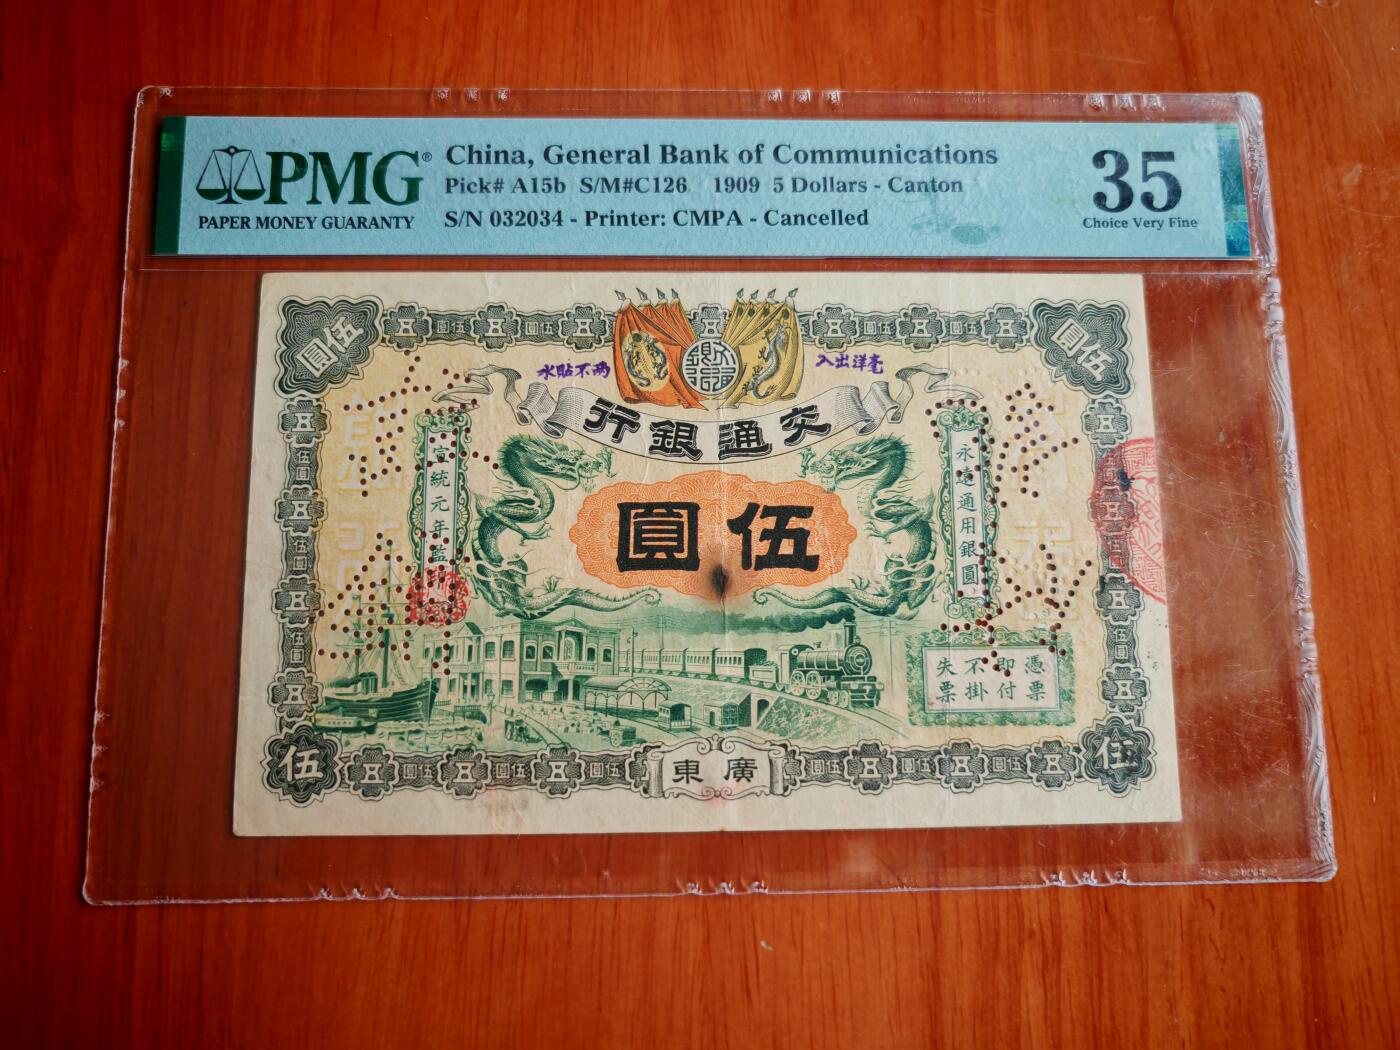 PMG®
PAPER MONEY GUARANTY
China, General Bank of Communications
Pick# A15b S/M#C126 1909 5 Dollars - Canton
S/N 032034 - Printer: CMPA - Cancelled
35
Choice Very Fine
圓伍
圓伍
水貼不两
入出洋毫
行銀通交
圓伍
永遠通用銀圓
宣統元年
憑票
即付
不掛
失票
伍
東廣
伍